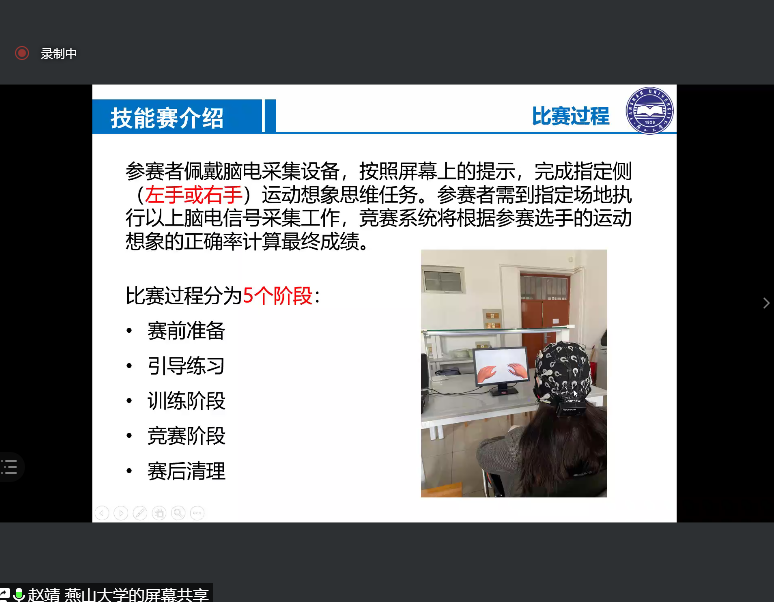 录制中
技能赛介绍
比赛过程
参赛者佩戴脑电采集设备，按照屏幕上的提示，完成指定侧
（左手或右手）运动想象思维任务。参赛者需到指定场地执
行以上脑电信号采集工作，竞赛系统将根据参赛选手的运动
想象的正确率计算最终成绩。
比赛过程分为5个阶段：
• 赛前准备
• 引导练习
• 训练阶段
• 竞赛阶段
• 赛后清理
赵靖 燕山大学的屏幕共享